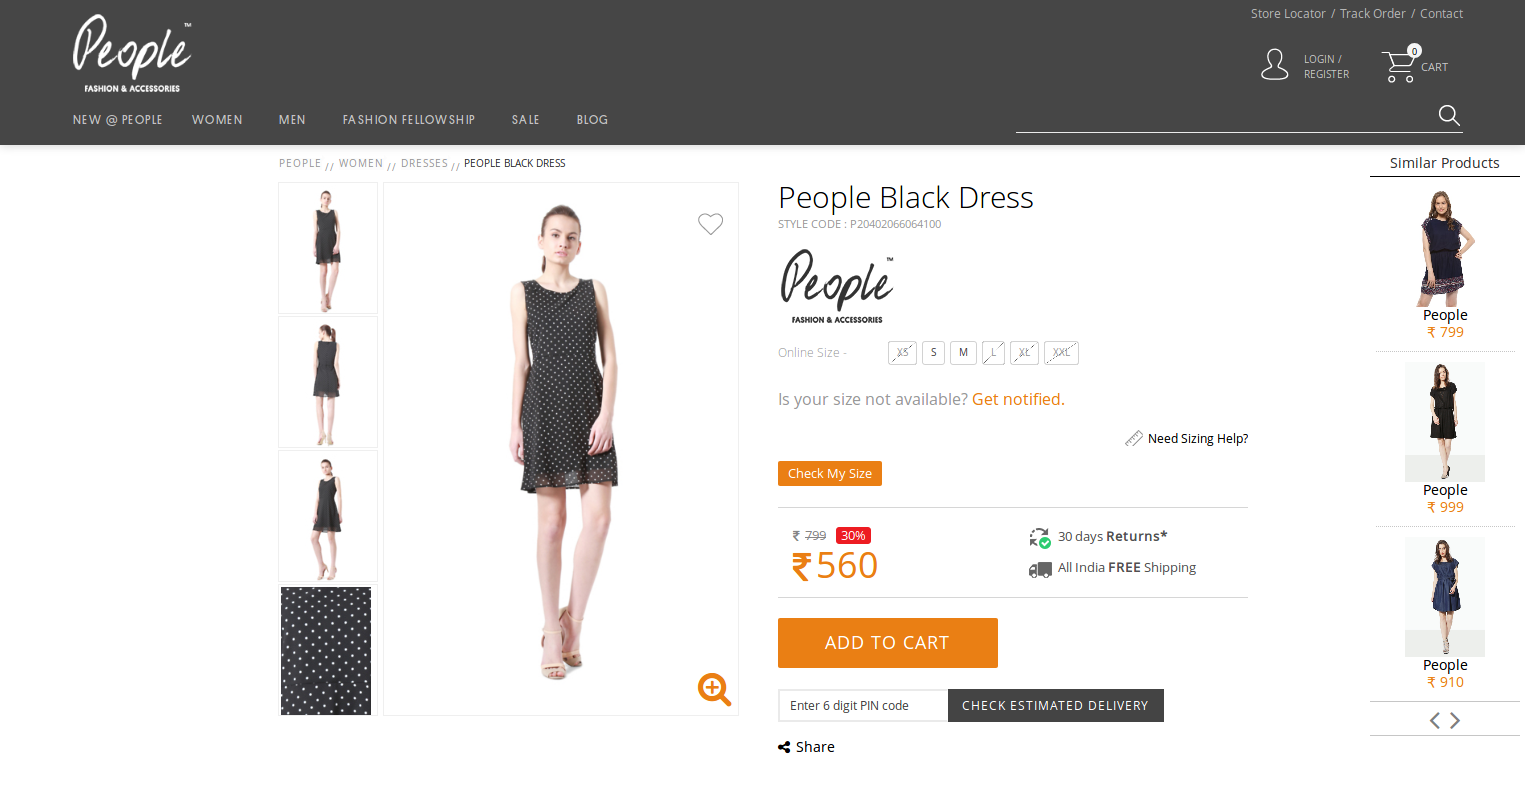 People™
FASHION & ACCESSORIES
Store Locator / Track Order / Contact
LOGIN /
REGISTER
0
CART
NEW @ PEOPLE WOMEN MEN FASHION FELLOWSHIP SALE BLOG
PEOPLE // WOMEN // DRESSES // PEOPLE BLACK DRESS
People Black Dress
STYLE CODE : P20402066064100
People™
FASHION & ACCESSORIES
Online Size - XS S M L XL XXL
Is your size not available? Get notified.
Need Sizing Help?
Check My Size
₹ 799 30%
₹560
30 days Returns*
All India FREE Shipping
ADD TO CART
Enter 6 digit PIN code CHECK ESTIMATED DELIVERY
Share
Similar Products
People
₹ 799
People
₹ 999
People
₹ 910